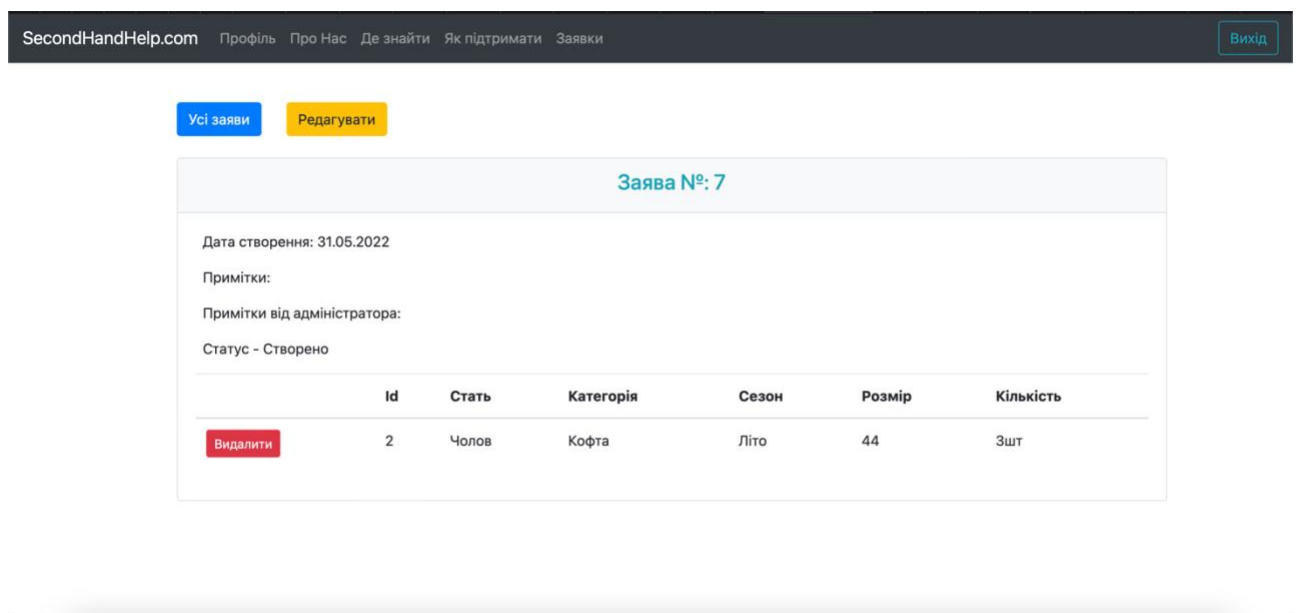 SecondHandHelp.com Профіль Про Нас Де знайти Як підтримати Заявки Вихід
Усі заяви Редагувати
Заява №: 7
Дата створення: 31.05.2022
Примітки:
Примітки від адміністратора:
Статус - Створено
Id Стать Категорія Сезон Розмір Кількість
Видалити 2 Чолов Кофта Літо 44 3шт